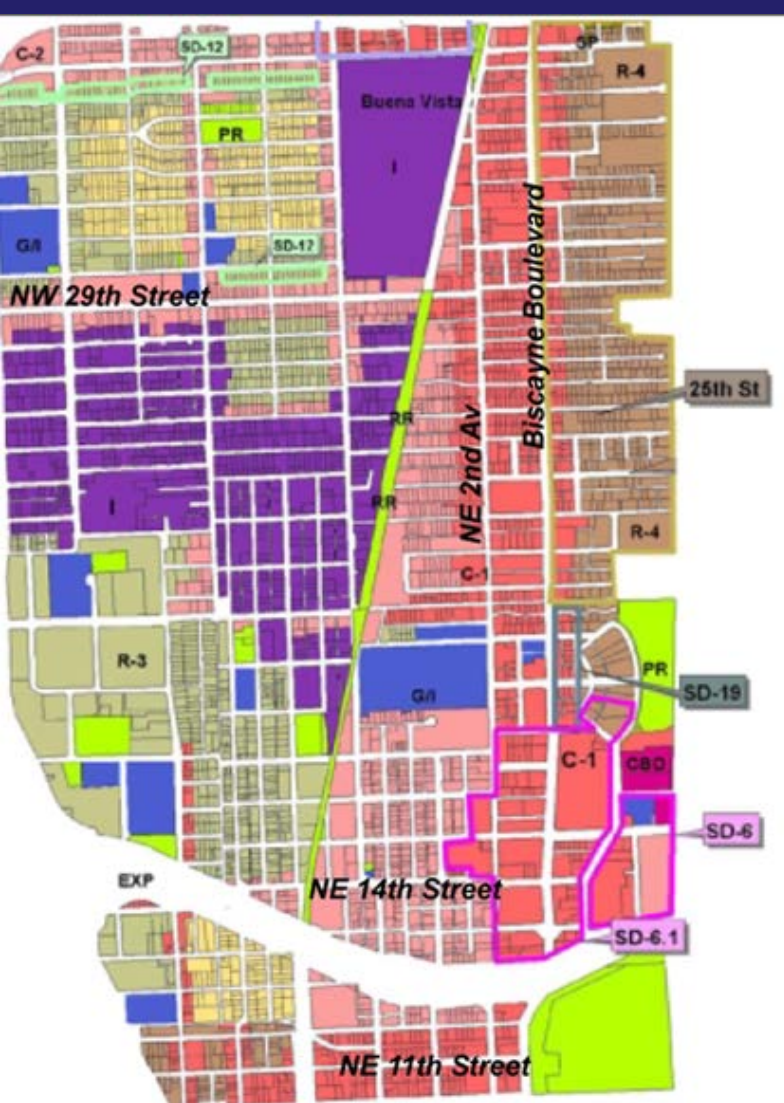 SD-12
C-2
SP
R-4
Buena Vista
PR
I
G/I
SD-12
NW 29th Street
Biscayne Boulevard
25th St
RR
NE 2nd Av
RR
I
R-4
C-1
R-3
PR
SD-19
G/I
C-1
CBD
SD-6
EXP
NE 14th Street
SD-6.1
NE 11th Street